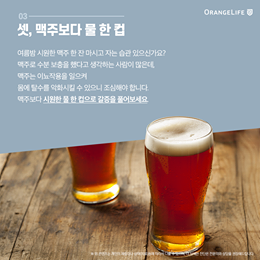 ORANGELIFE
03
셋, 맥주보다 물 한 컵
여름밤 시원한 맥주 한 잔 마시고 자는 습관 있으신가요?
맥주로 수분 보충을 했다고 생각하는 사람이 많은데,
맥주는 이뇨작용을 일으켜
몸에 탈수를 악화시킬 수 있으니 조심해야 합니다.
맥주보다 시원한 물 한 컵으로 갈증을 풀어보세요.